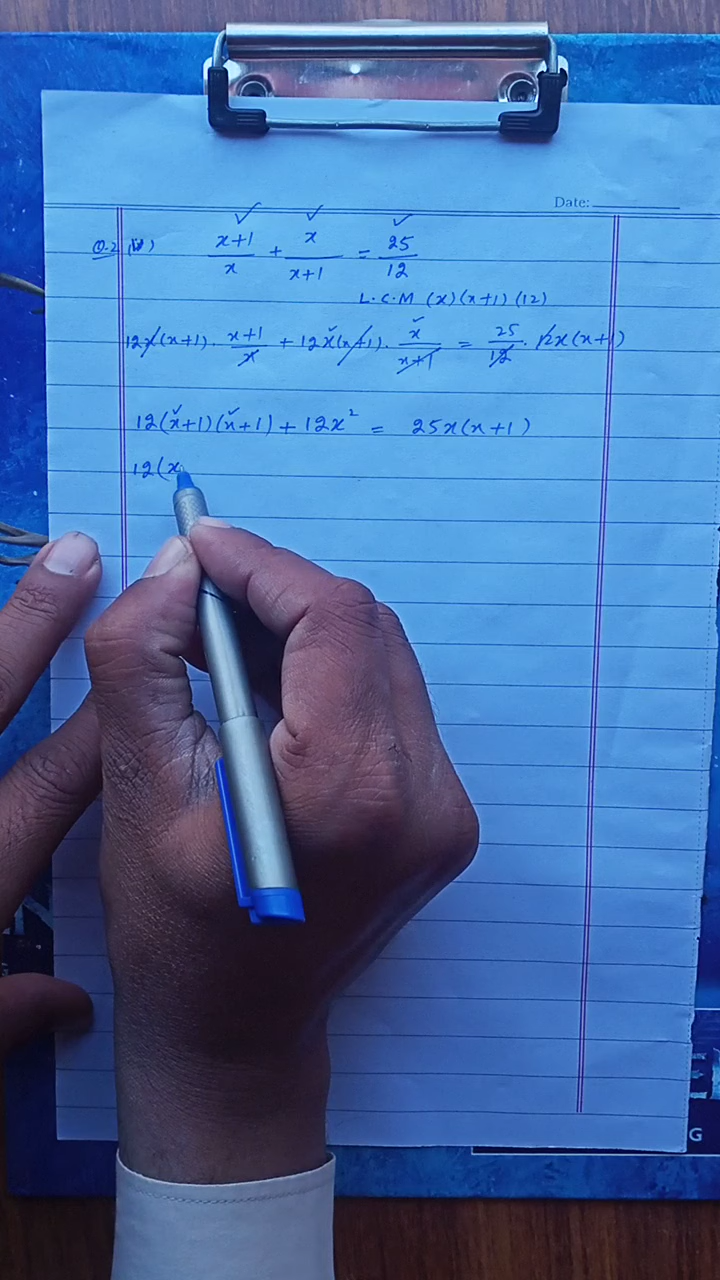 Date:
Q.2 x+1/x + x/x+1 = 25/12
L.C.M (x)(x+1)(12)
12x(x+1) . x+1/x + 12x(x+1) . x/x+1 = 25/12 . 12x(x+1)
12(x+1)(x+1) + 12x² = 25x(x+1)
12(x
G